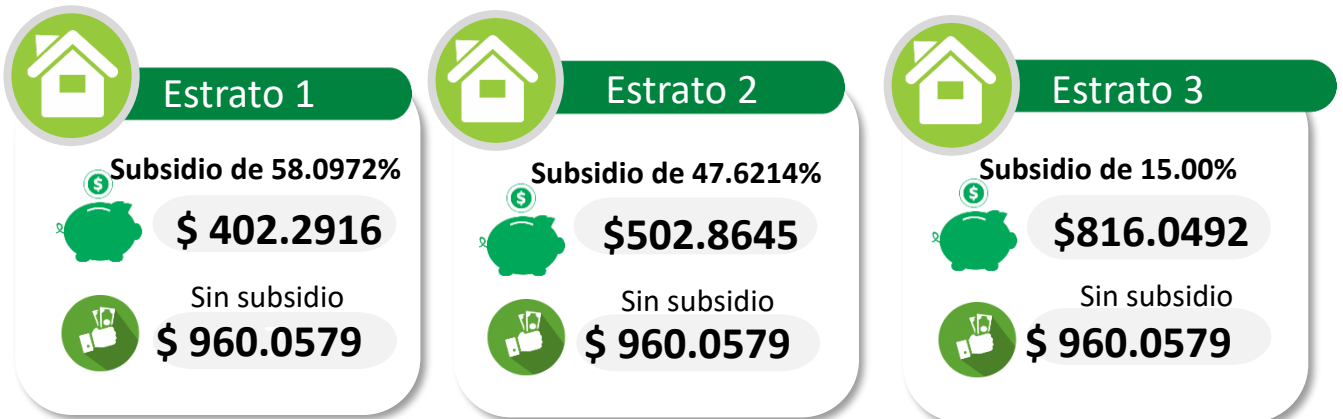 Estrato 1
Subsidio de 58.0972%
$
$ 402.2916
Sin subsidio
$ 960.0579
Estrato 2
Subsidio de 47.6214%
$
$502.8645
Sin subsidio
$ 960.0579
Estrato 3
Subsidio de 15.00%
$
$816.0492
Sin subsidio
$ 960.0579